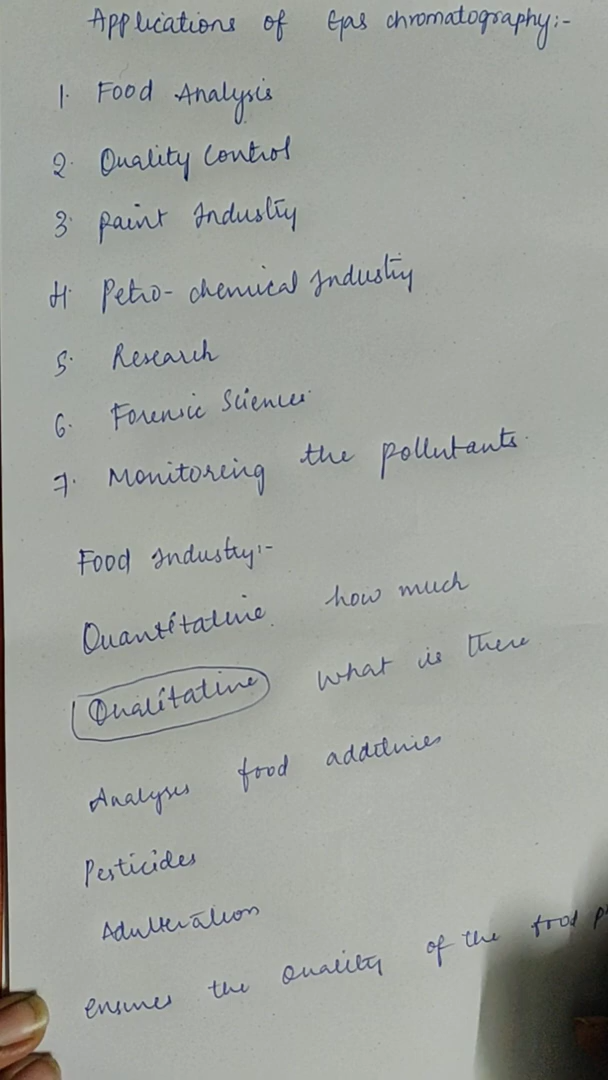 Applications of Gas chromatography:-
1. Food Analysis
2. Quality Control
3. paint Industry
4. Petro-chemical Industry
5. Research
6. Forensic Sciences
7. Monitoring the pollutants.
Food Industry:-
Quantitative how much
Qualitative what is there
Analyses food additives
Pesticides
Adulteration
ensures the quality of the food